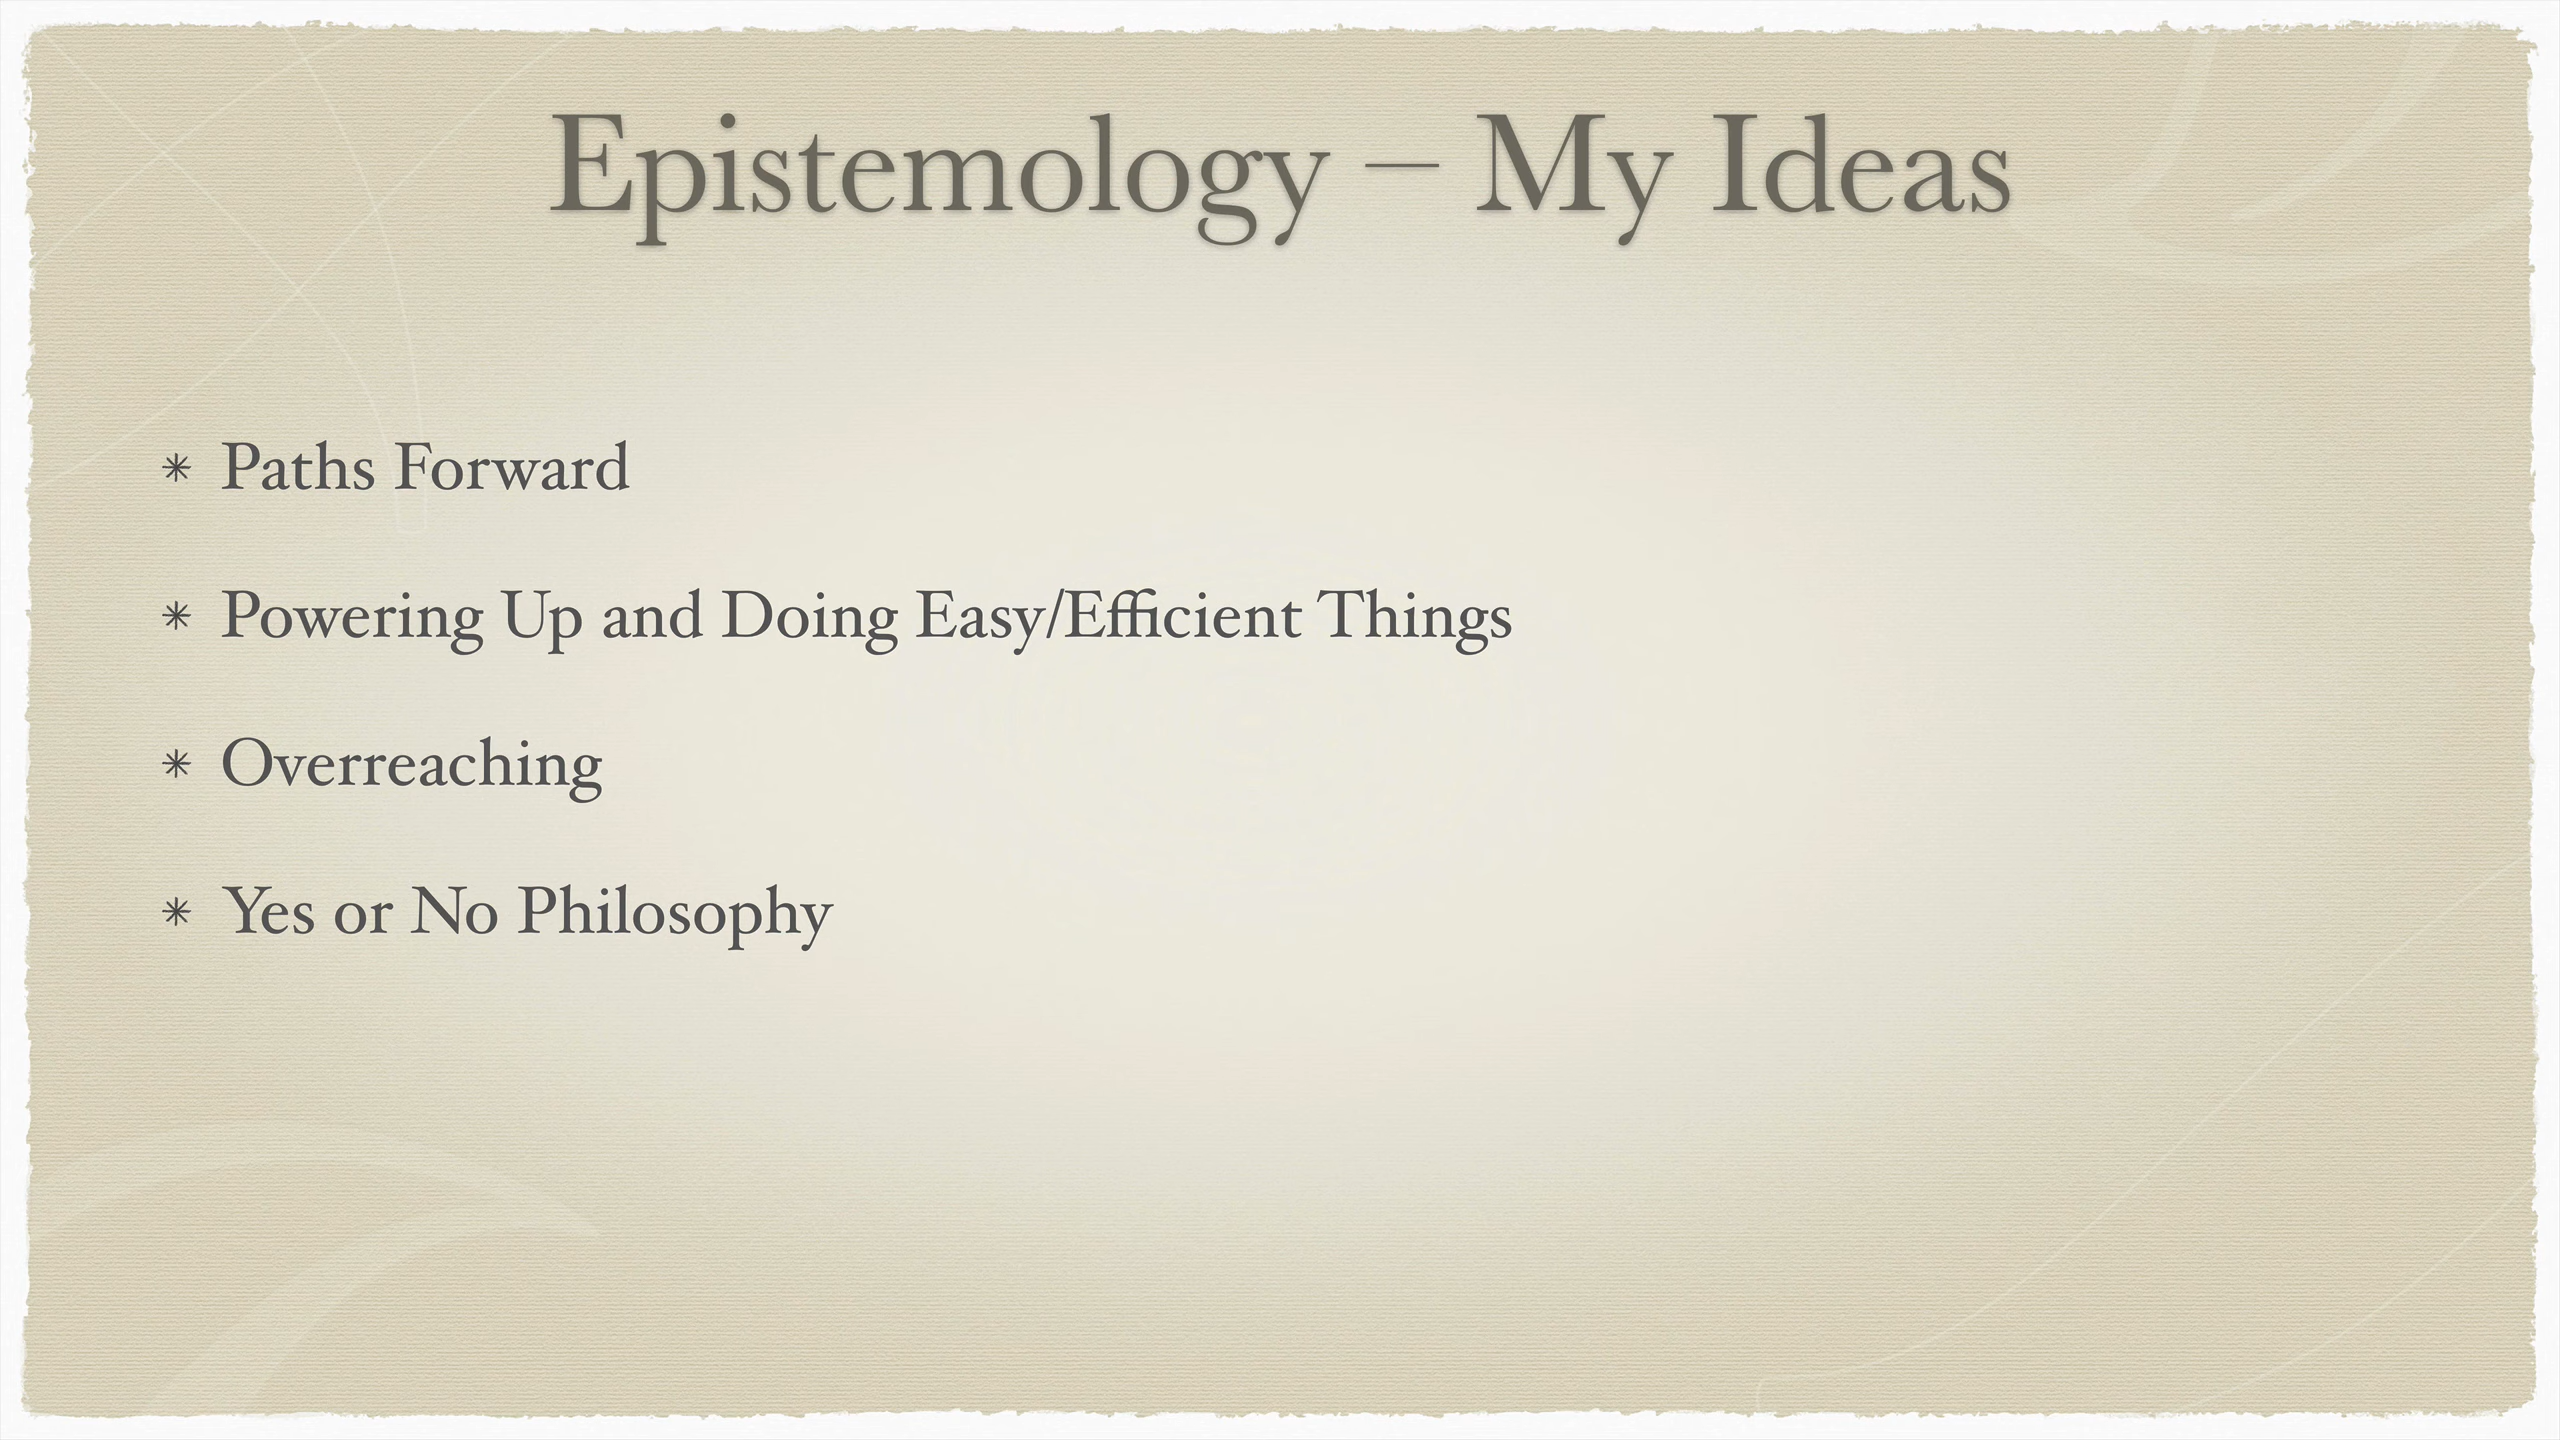 Epistemology – My Ideas
✴ Paths Forward
✴ Powering Up and Doing Easy/Efficient Things
✴ Overreaching
✴ Yes or No Philosophy